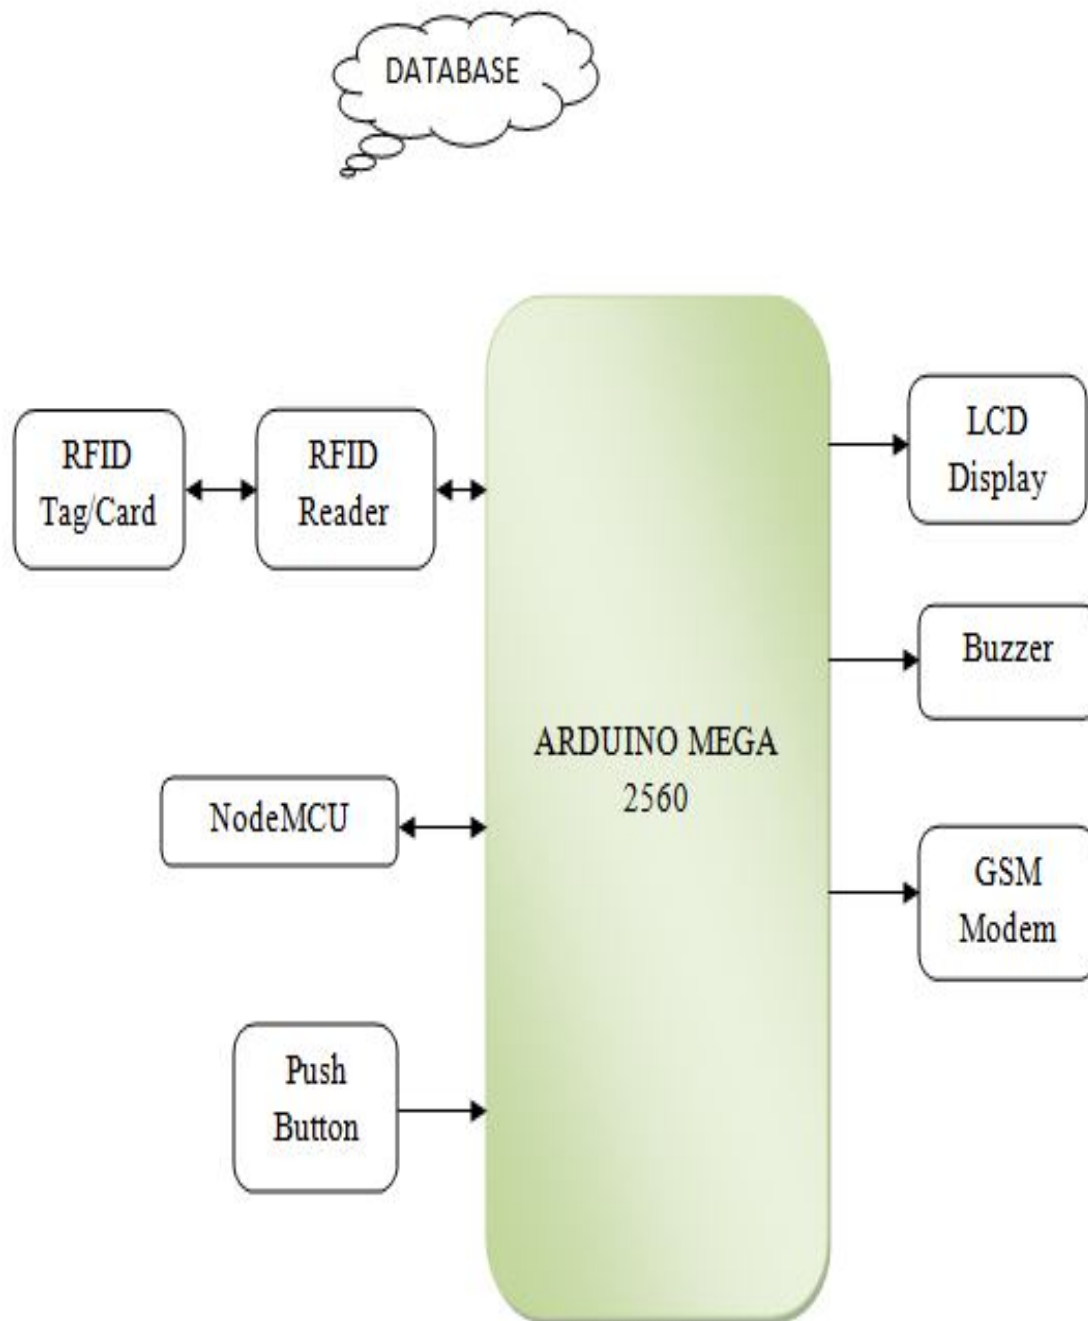 DATABASE
RFID
Tag/Card
RFID
Reader
LCD
Display
Buzzer
ARDUINO MEGA
2560
NodeMCU
GSM
Modem
Push
Button